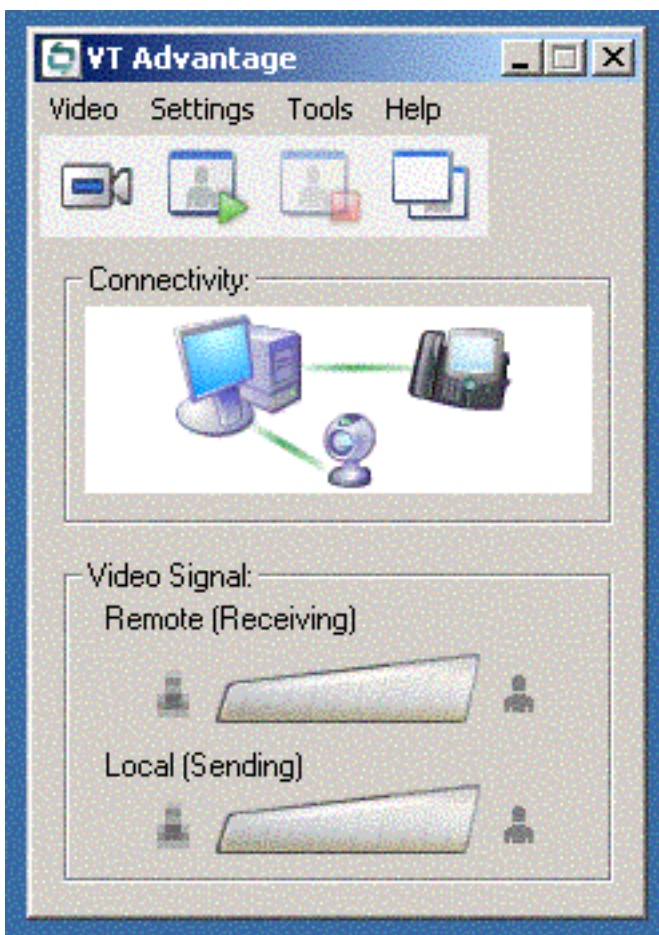 VT Advantage
Video Settings Tools Help
Connectivity:
Video Signal:
Remote (Receiving)
Local (Sending)